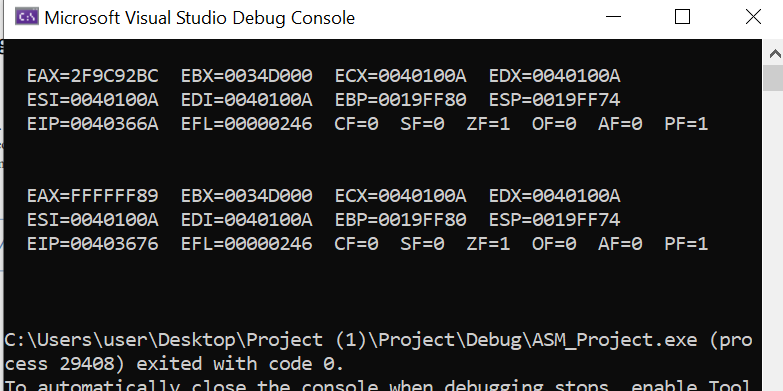 Microsoft Visual Studio Debug Console
EAX=2F9C92BC  EBX=0034D000  ECX=0040100A  EDX=0040100A
ESI=0040100A  EDI=0040100A  EBP=0019FF80  ESP=0019FF74
EIP=0040366A  EFL=00000246  CF=0  SF=0  ZF=1  OF=0  AF=0  PF=1
EAX=FFFFFF89  EBX=0034D000  ECX=0040100A  EDX=0040100A
ESI=0040100A  EDI=0040100A  EBP=0019FF80  ESP=0019FF74
EIP=00403676  EFL=00000246  CF=0  SF=0  ZF=1  OF=0  AF=0  PF=1
C:\Users\user\Desktop\Project (1)\Project\Debug\ASM_Project.exe (pro
cess 29408) exited with code 0.
To automatically close the console when debugging stops, enable Tool